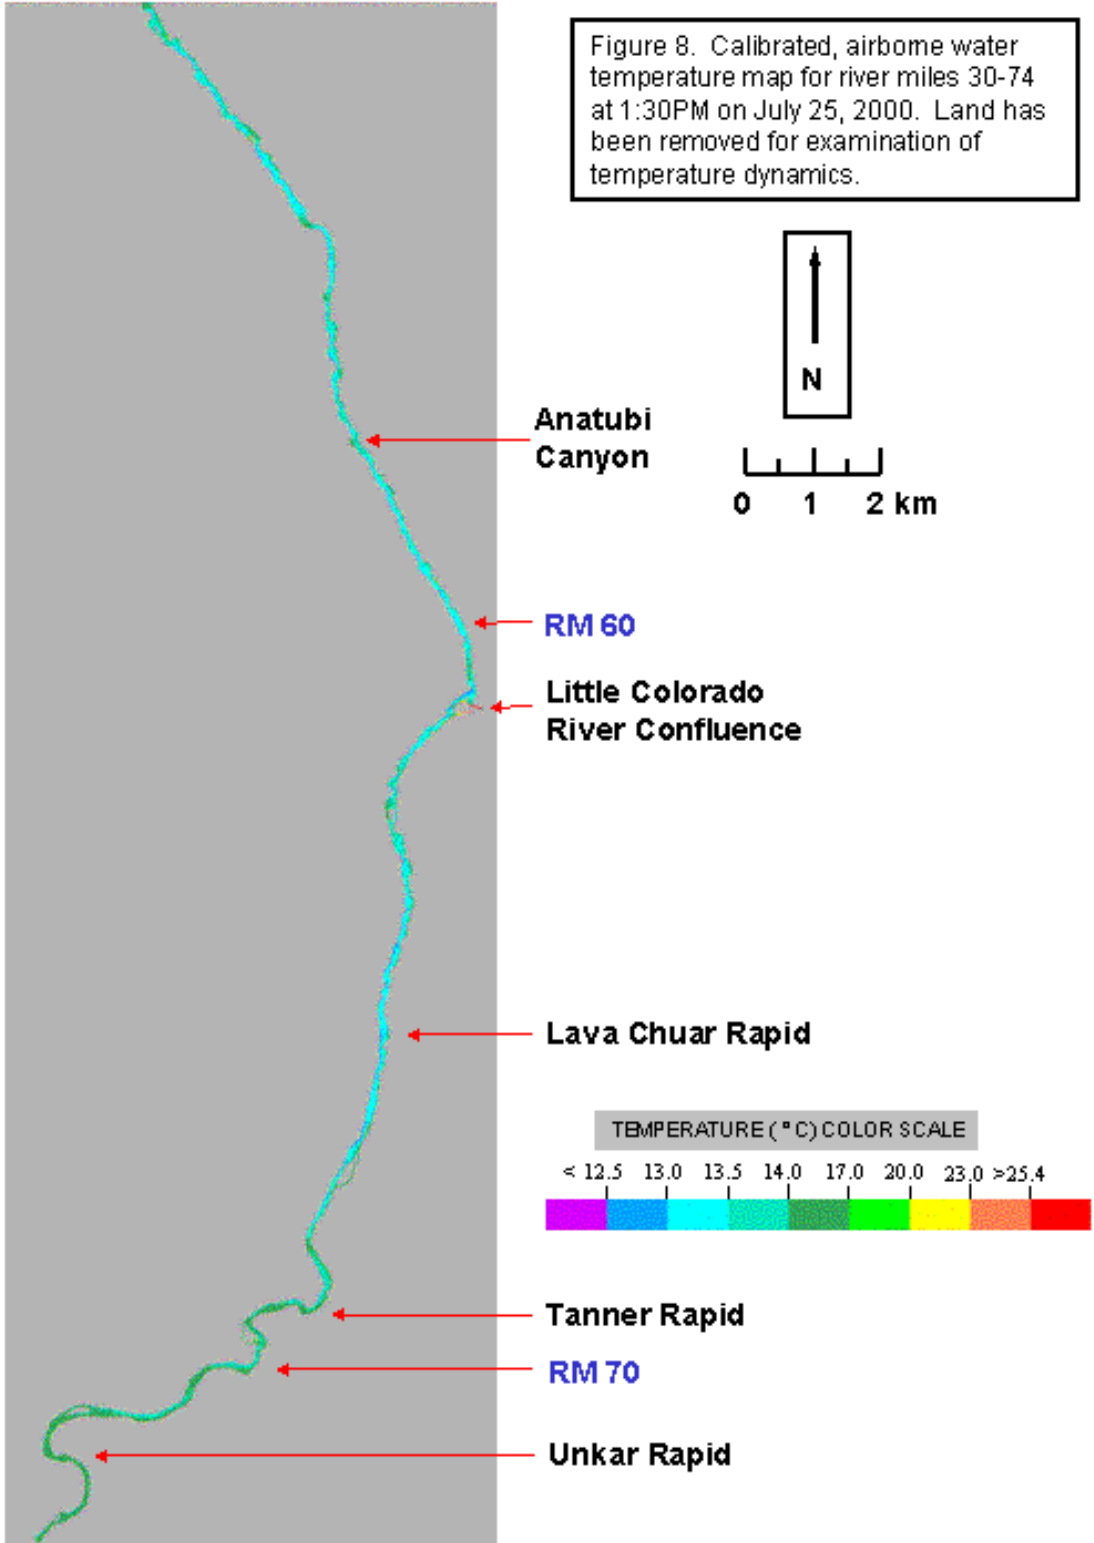 Figure 8. Calibrated, airborne water
temperature map for river miles 30-74
at 1:30PM on July 25, 2000. Land has
been removed for examination of
temperature dynamics.
N
0 1 2 km
Anatubi
Canyon
RM 60
Little Colorado
River Confluence
Lava Chuar Rapid
TEMPERATURE (°C) COLOR SCALE
< 12.5 13.0 13.5 14.0 17.0 20.0 23.0 >25.4
Tanner Rapid
RM 70
Unkar Rapid